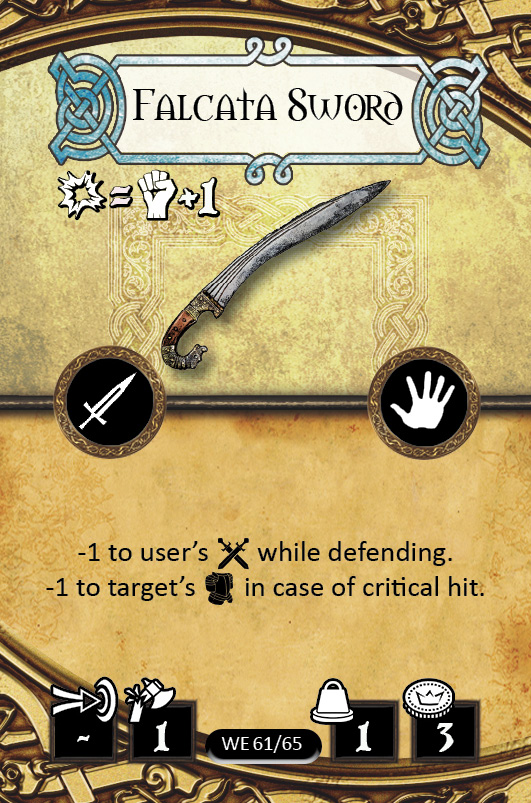 Falcata Sword
= +1
-1 to user's while defending.
-1 to target's in case of critical hit.
- 1 WE 61/65 1 3